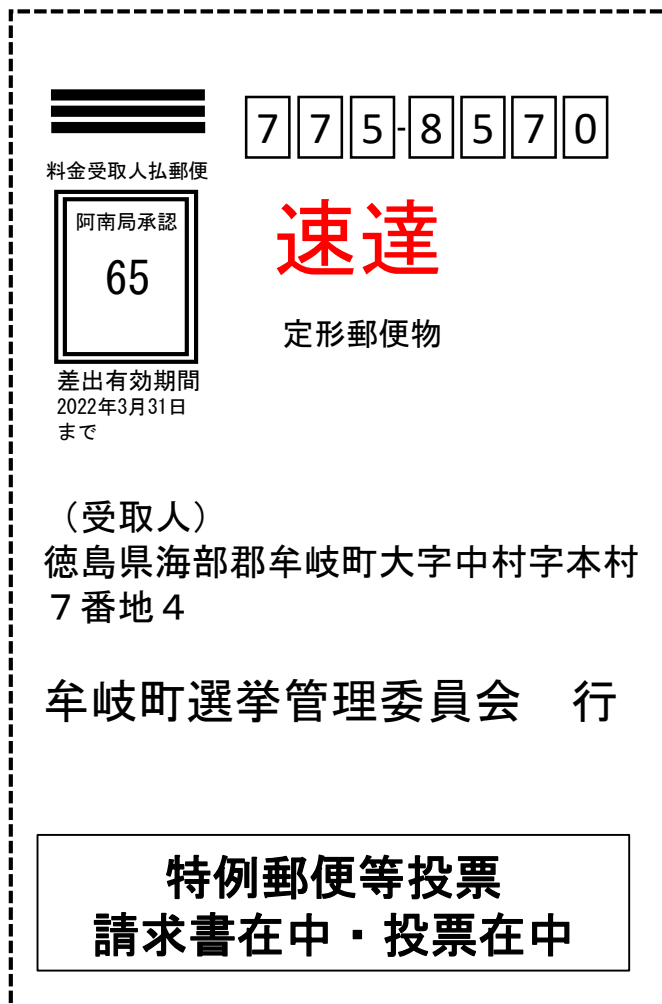 775-8570
料金受取人払郵便
阿南局承認
65
速達
定形郵便物
差出有効期間
2022年3月31日
まで
（受取人）
徳島県海部郡牟岐町大字中村字本村
７番地４
牟岐町選挙管理委員会　行
特例郵便等投票
請求書在中・投票在中